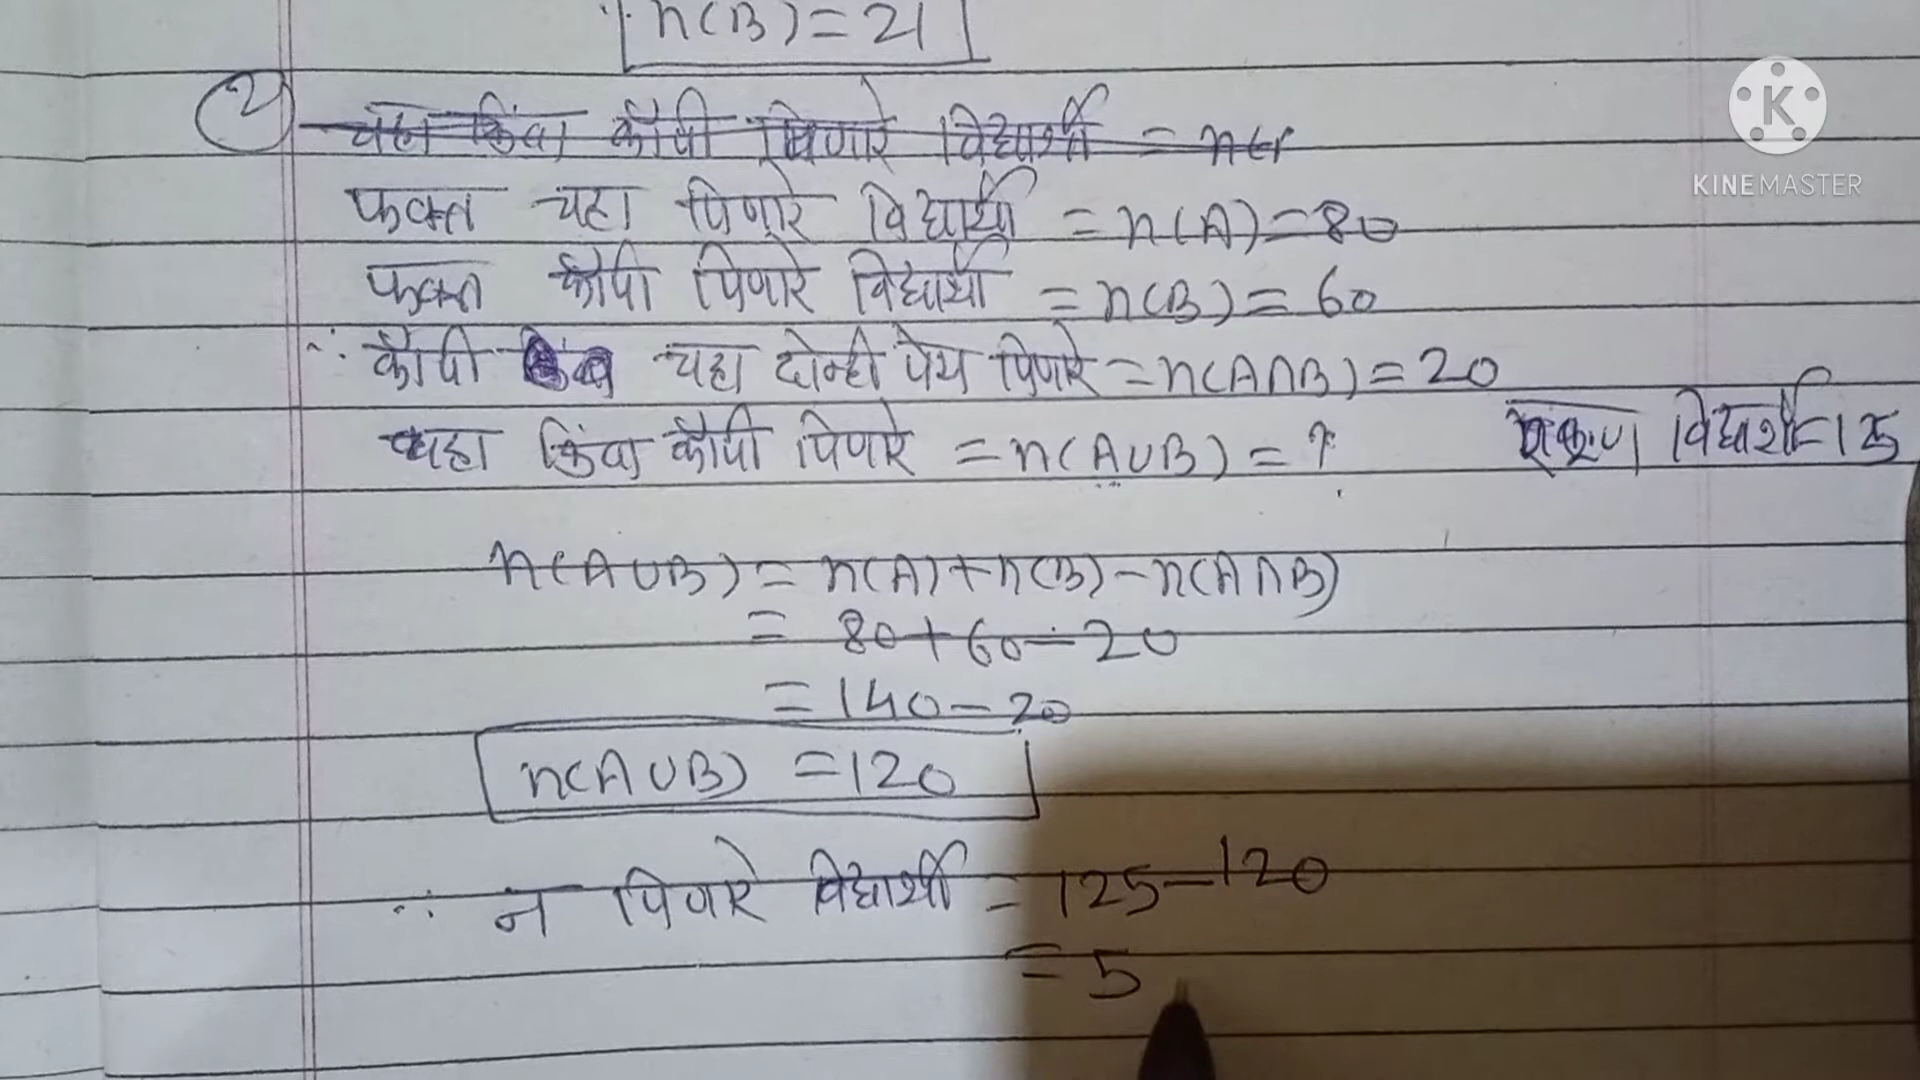 n(B) = 21
(2) चहा किंवा कॉपी पिणारे विद्यार्थी = n(
K
KINEMASTER
फक्त चहा पिणारे विद्यार्थी = n(A) = 80
फक्त कॉपी पिणारे विद्यार्थी = n(B) = 60
∴ कॉपी चहा दोन्ही पेय पिणारे = n(A∩B) = 20
चहा किंवा कॉपी पिणारे = n(A∪B) = ?
एकूण विद्यार्थी = 125
n(A∪B) = n(A) + n(B) - n(A∩B)
= 80 + 60 - 20
= 140 - 20
n(A∪B) = 120
∴ न पिणारे विद्यार्थी = 125 - 120
= 5